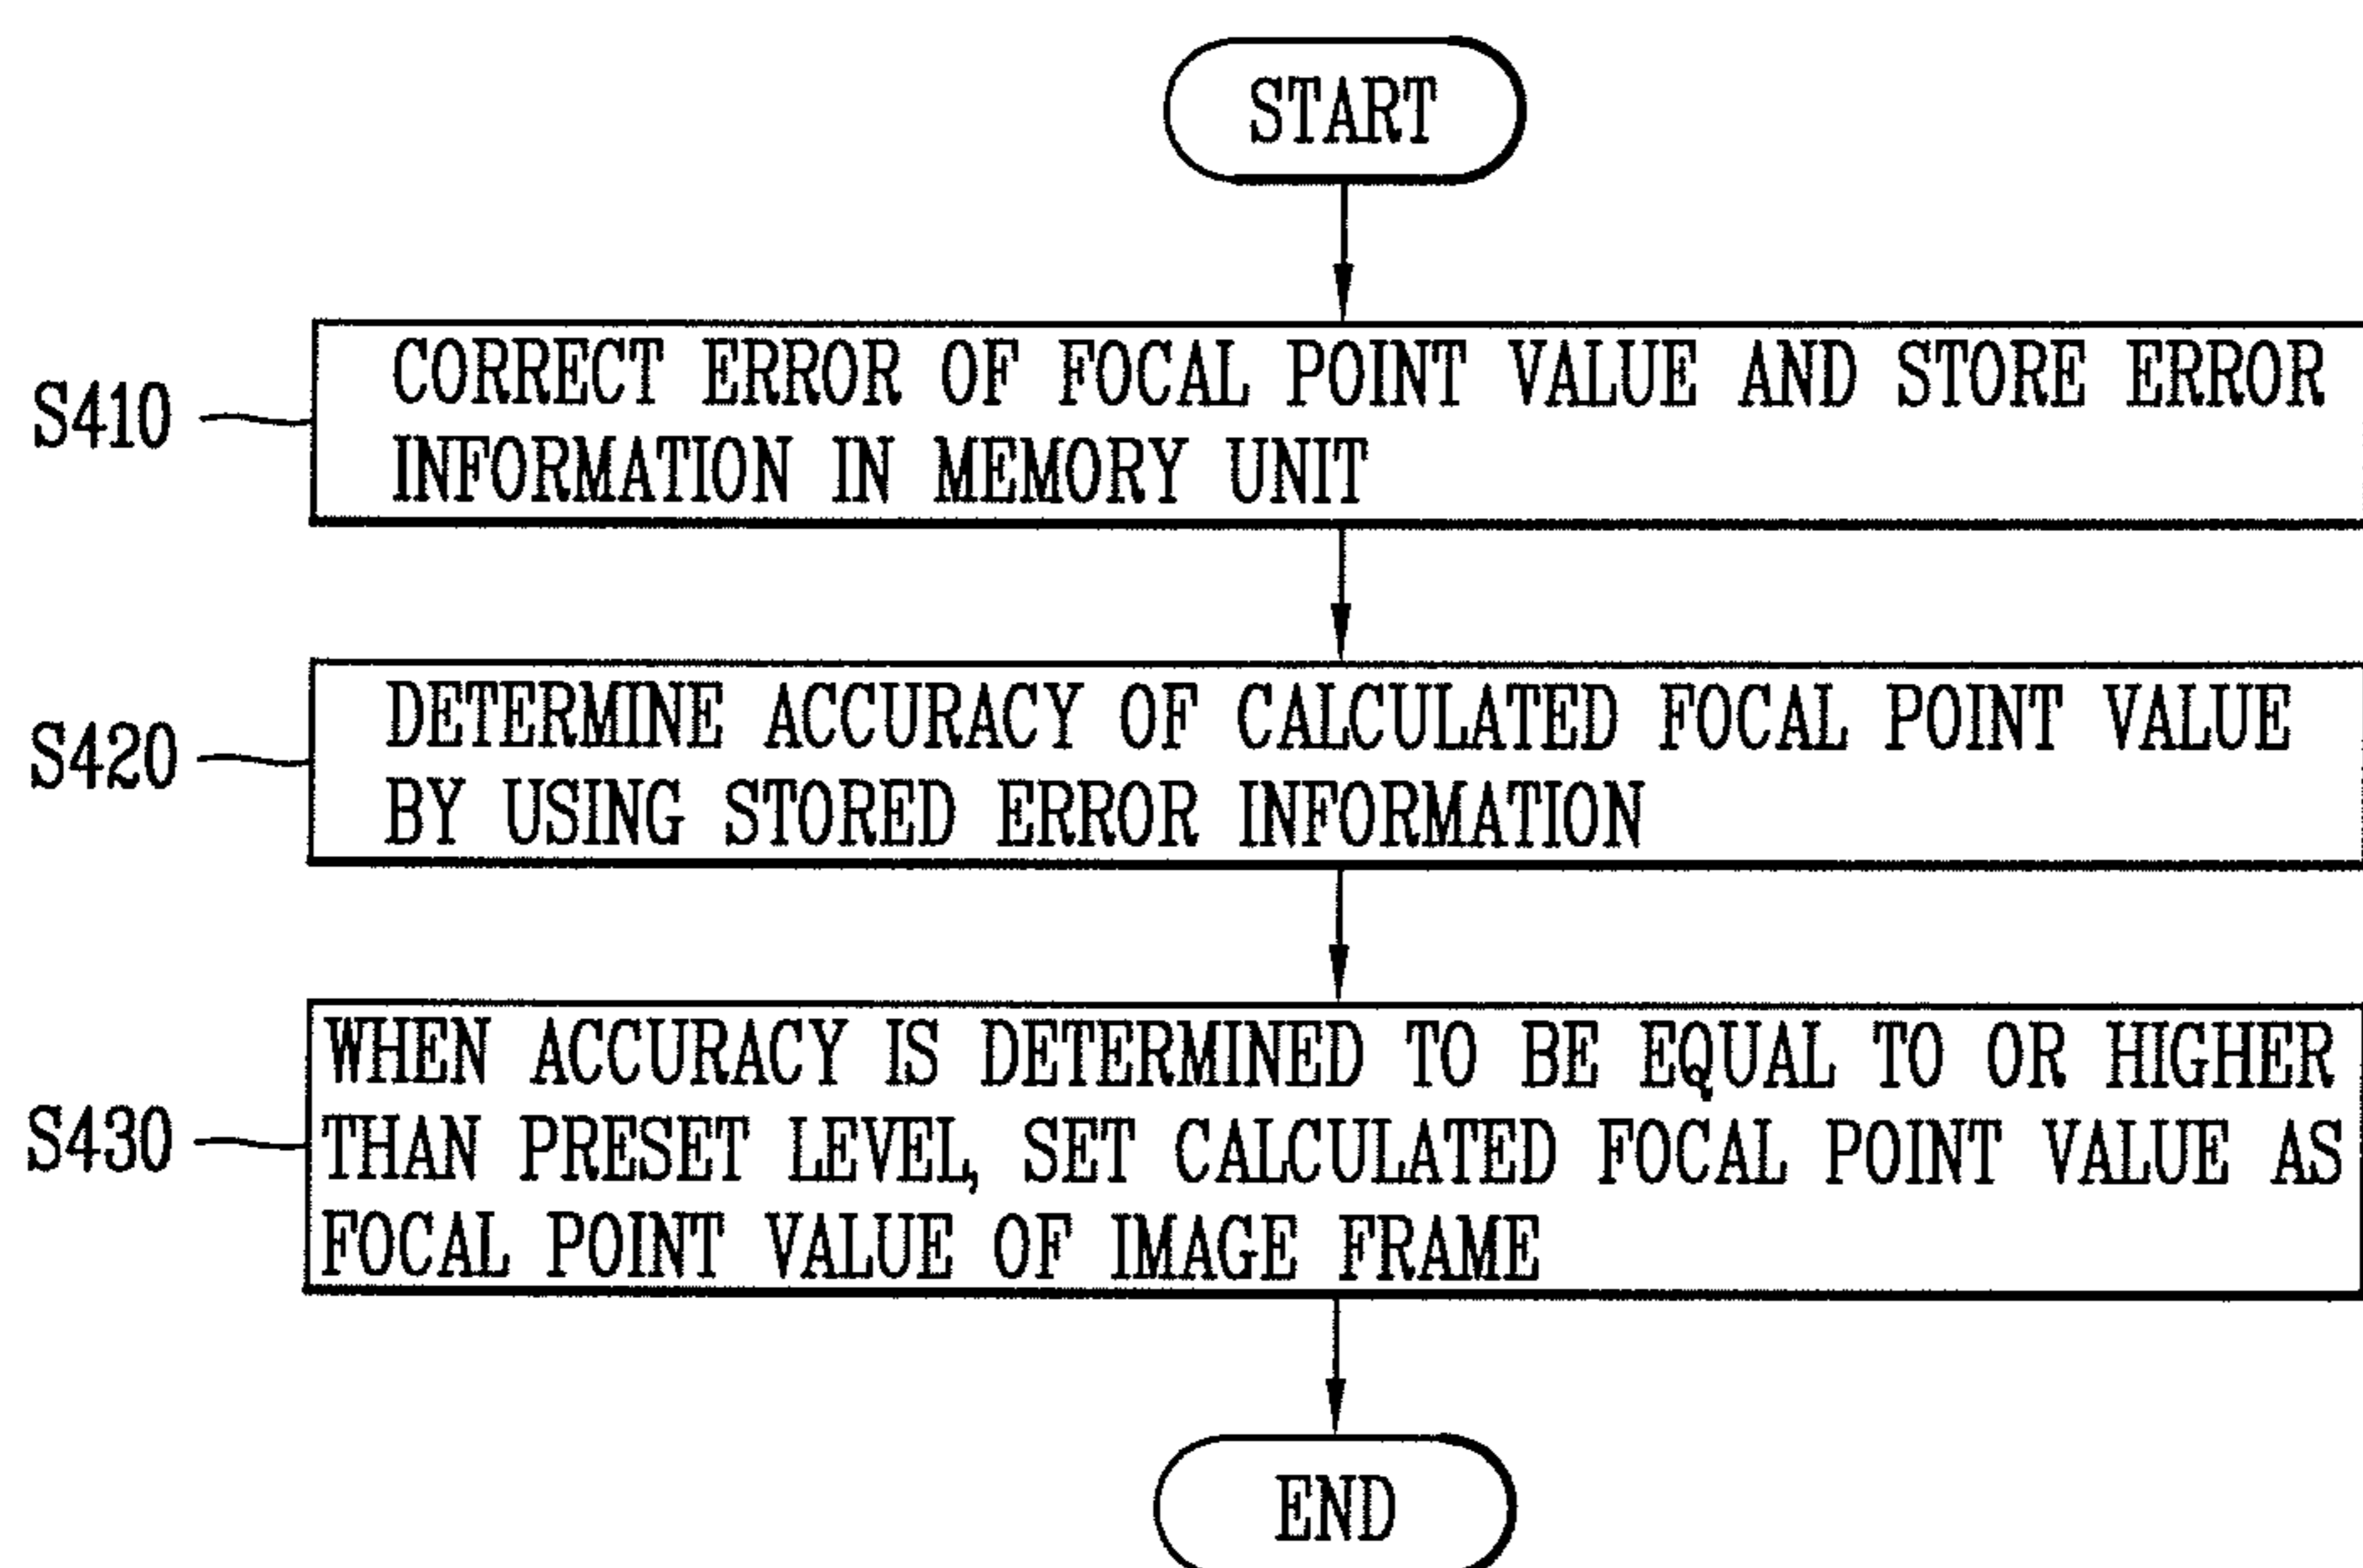 START
S410
CORRECT ERROR OF FOCAL POINT VALUE AND STORE ERROR
INFORMATION IN MEMORY UNIT
S420
DETERMINE ACCURACY OF CALCULATED FOCAL POINT VALUE
BY USING STORED ERROR INFORMATION
S430
WHEN ACCURACY IS DETERMINED TO BE EQUAL TO OR HIGHER
THAN PRESET LEVEL, SET CALCULATED FOCAL POINT VALUE AS
FOCAL POINT VALUE OF IMAGE FRAME
END